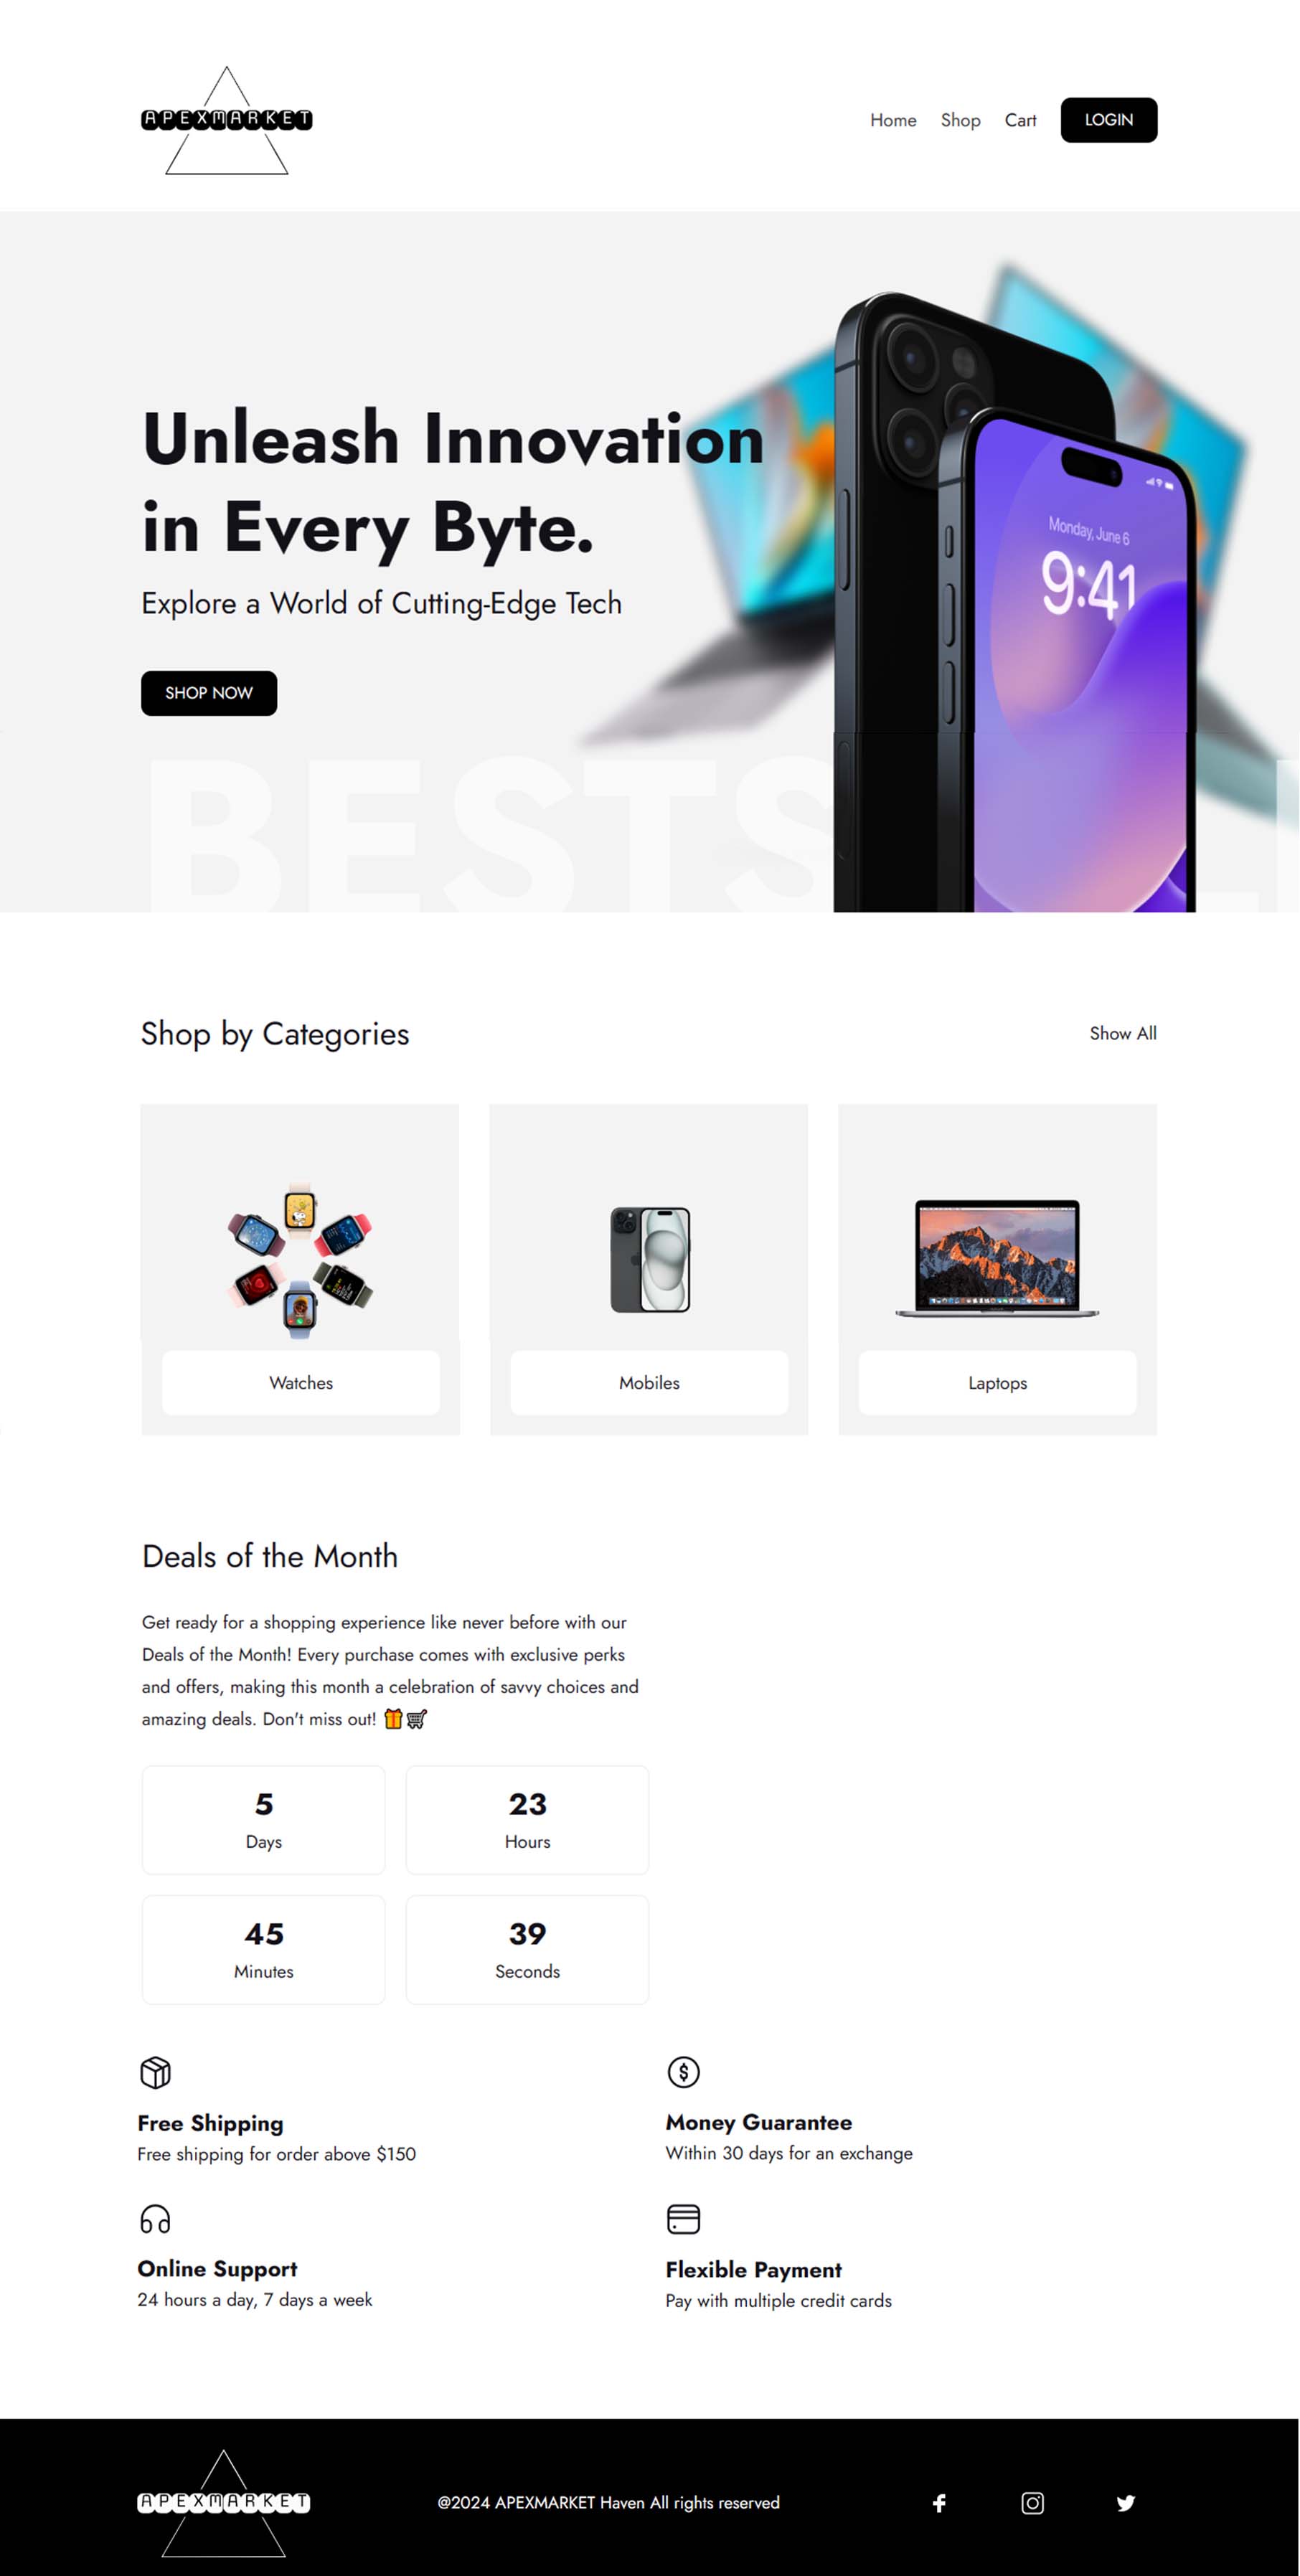 APEXMARKET
Home Shop Cart LOGIN
Unleash Innovation
in Every Byte.
Explore a World of Cutting-Edge Tech
Monday, June 6
9:41
SHOP NOW
BESTS
Shop by Categories
Show All
Watches
Mobiles
Laptops
Deals of the Month
Get ready for a shopping experience like never before with our
Deals of the Month! Every purchase comes with exclusive perks
and offers, making this month a celebration of savvy choices and
amazing deals. Don't miss out! 🎁🛒
5
Days
23
Hours
45
Minutes
39
Seconds
Free Shipping
Free shipping for order above $150
Money Guarantee
Within 30 days for an exchange
Online Support
24 hours a day, 7 days a week
Flexible Payment
Pay with multiple credit cards
APEXMARKET
@2024 APEXMARKET Haven All rights reserved